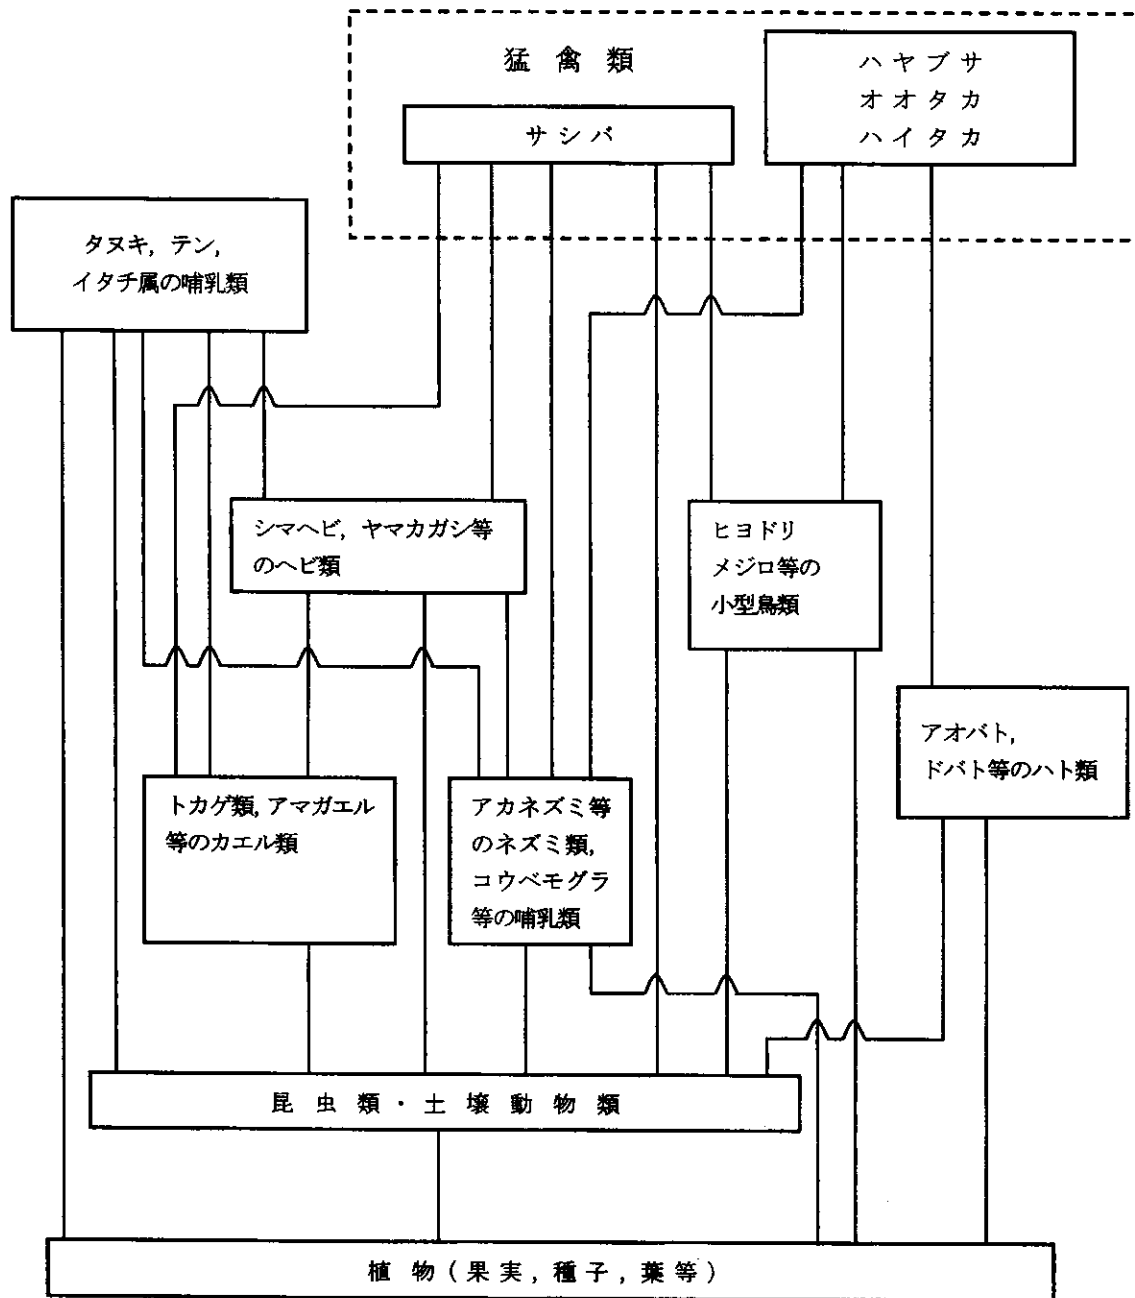 猛禽類
ハヤブサ
オオタカ
ハイタカ
サシバ
タヌキ, テン,
イタチ属の哺乳類
シマヘビ, ヤマカガシ等
のヘビ類
ヒヨドリ
メジロ等の
小型鳥類
アオバト,
ドバト等のハト類
トカゲ類, アマガエル
等のカエル類
アカネズミ等
のネズミ類,
コウベモグラ
等の哺乳類
昆虫類・土壌動物類
植物(果実,種子,葉等)